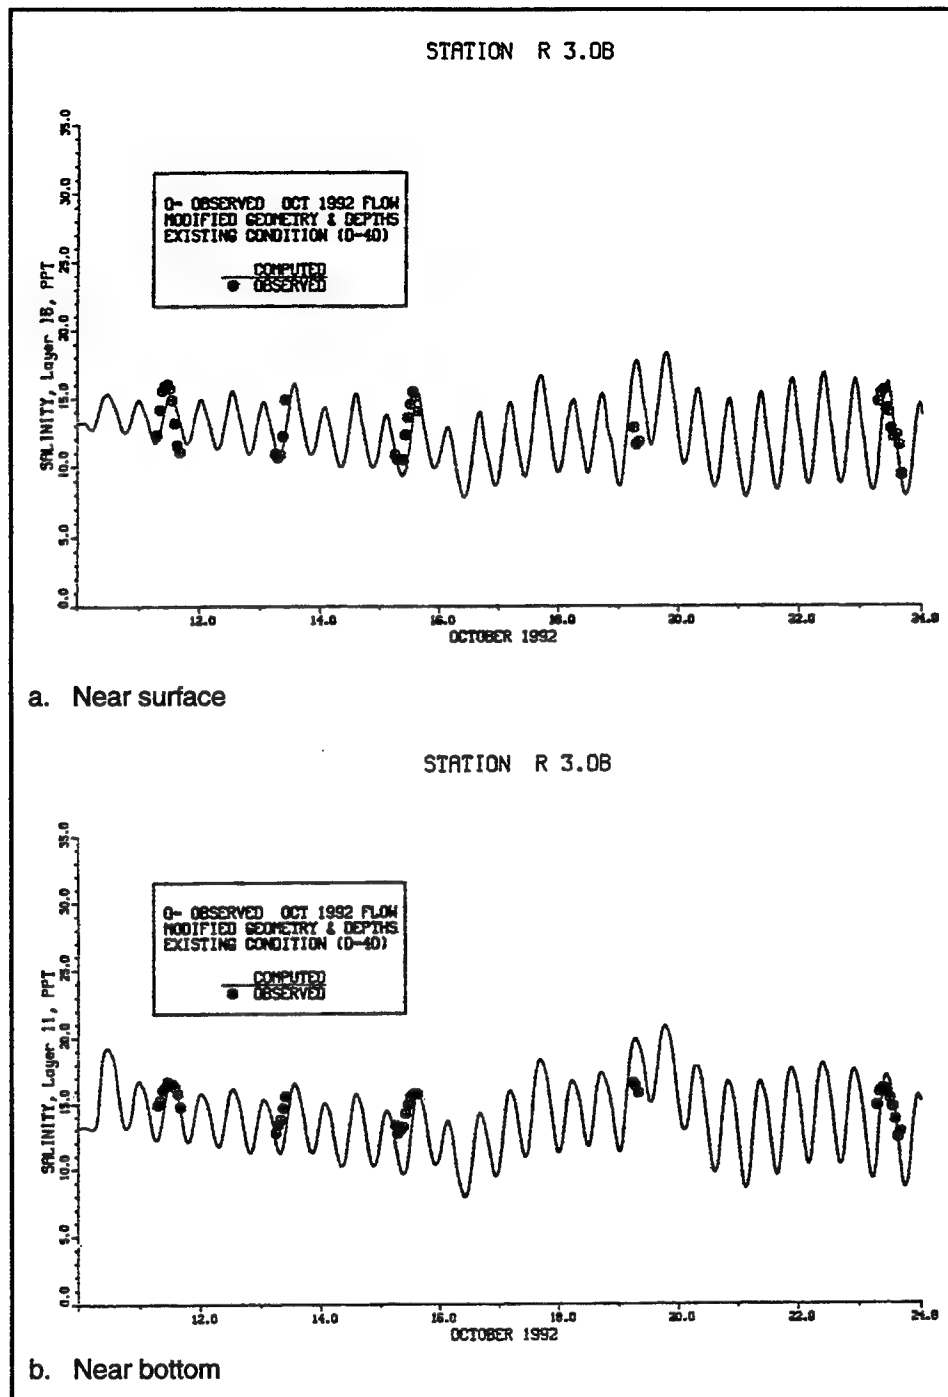 STATION R 3.0B
35.0
30.0
25.0
20.0
15.0
10.0
5.0
0.0
SALINITY, Layer 18, PPT
O- OBSERVED OCT 1992 FLOW
MODIFIED GEOMETRY & DEPTHS
EXISTING CONDITION (D-40)
COMPUTED
OBSERVED
12.0 14.0 16.0 18.0 20.0 22.0 24.0
OCTOBER 1992
a. Near surface
STATION R 3.0B
35.0
30.0
25.0
20.0
15.0
10.0
5.0
0.0
SALINITY, Layer 11, PPT
O- OBSERVED OCT 1992 FLOW
MODIFIED GEOMETRY & DEPTHS
EXISTING CONDITION (D-40)
COMPUTED
OBSERVED
12.0 14.0 16.0 18.0 20.0 22.0 24.0
OCTOBER 1992
b. Near bottom